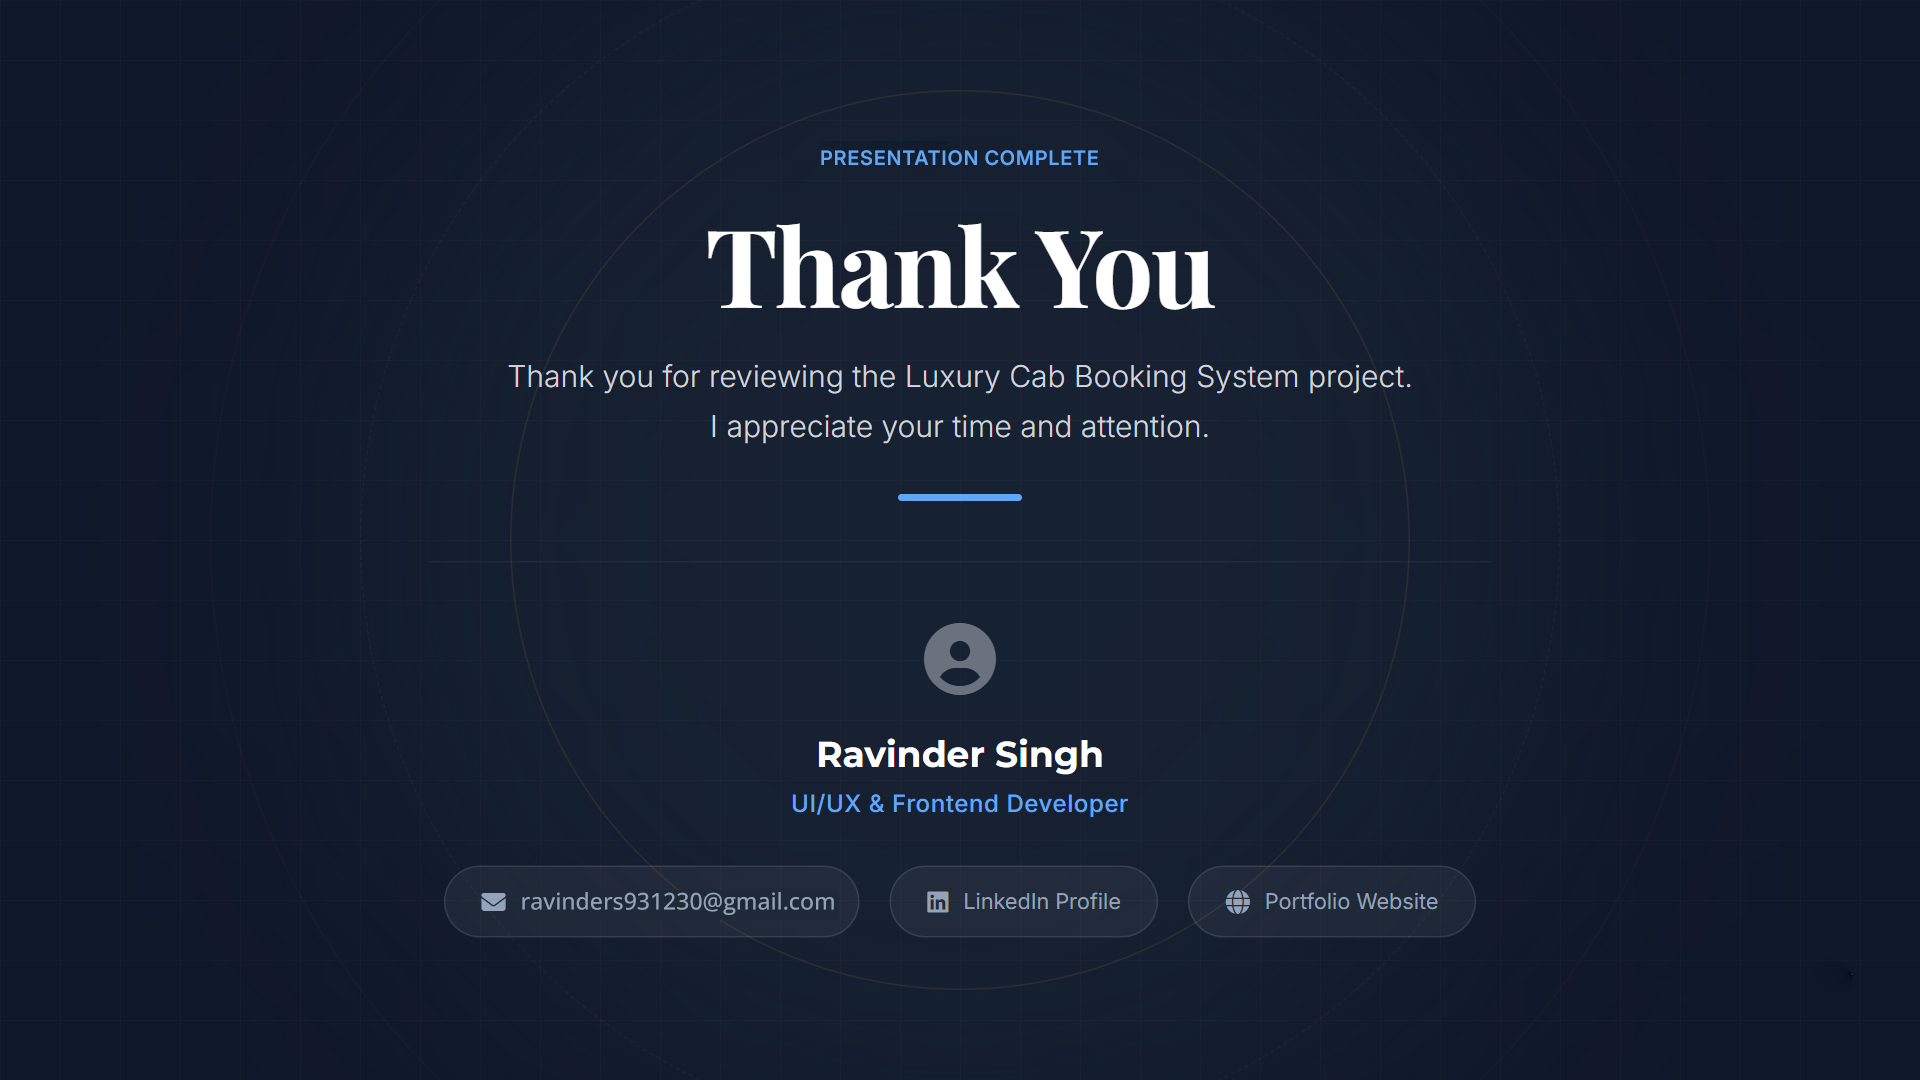 PRESENTATION COMPLETE
Thank You
Thank you for reviewing the Luxury Cab Booking System project.
I appreciate your time and attention.
Ravinder Singh
UI/UX & Frontend Developer
ravinders931230@gmail.com
LinkedIn Profile
Portfolio Website